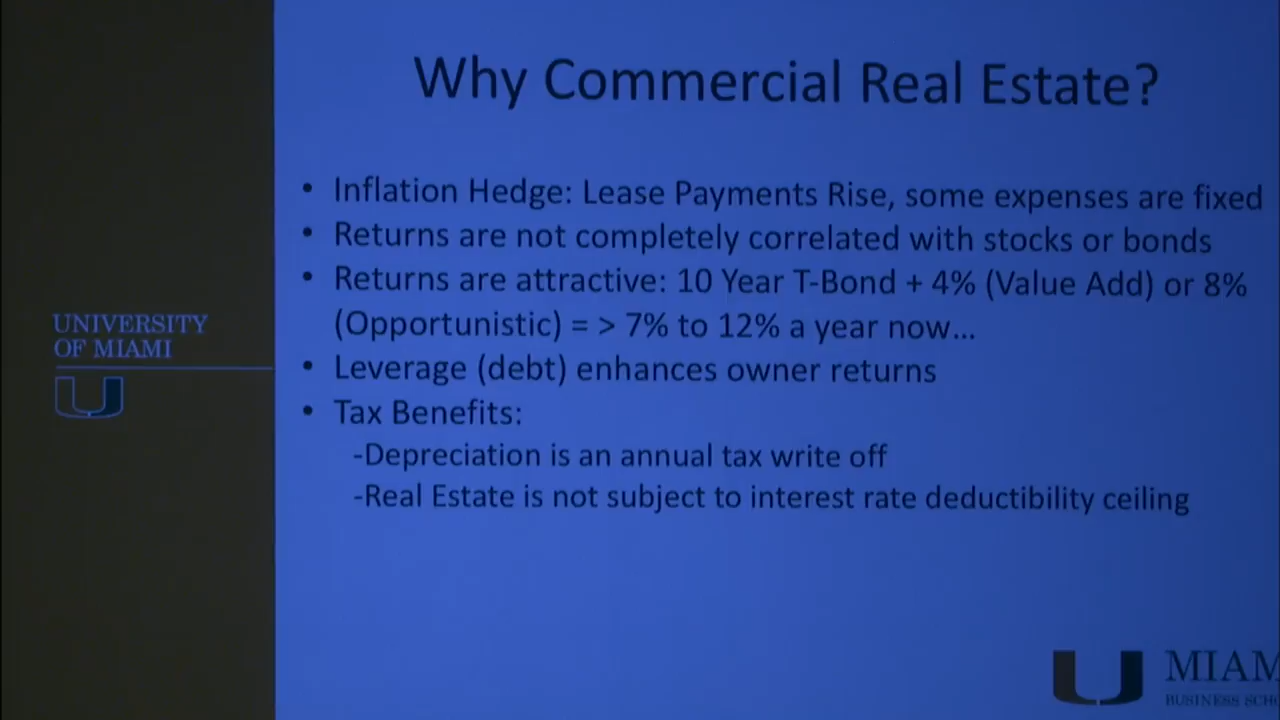 Why Commercial Real Estate?
• Inflation Hedge: Lease Payments Rise, some expenses are fixed
• Returns are not completely correlated with stocks or bonds
• Returns are attractive: 10 Year T-Bond + 4% (Value Add) or 8%
(Opportunistic) = > 7% to 12% a year now...
• Leverage (debt) enhances owner returns
• Tax Benefits:
-Depreciation is an annual tax write off
-Real Estate is not subject to interest rate deductibility ceiling
UNIVERSITY
OF MIAMI
U
U
MIAM
BUSINESS SCHO